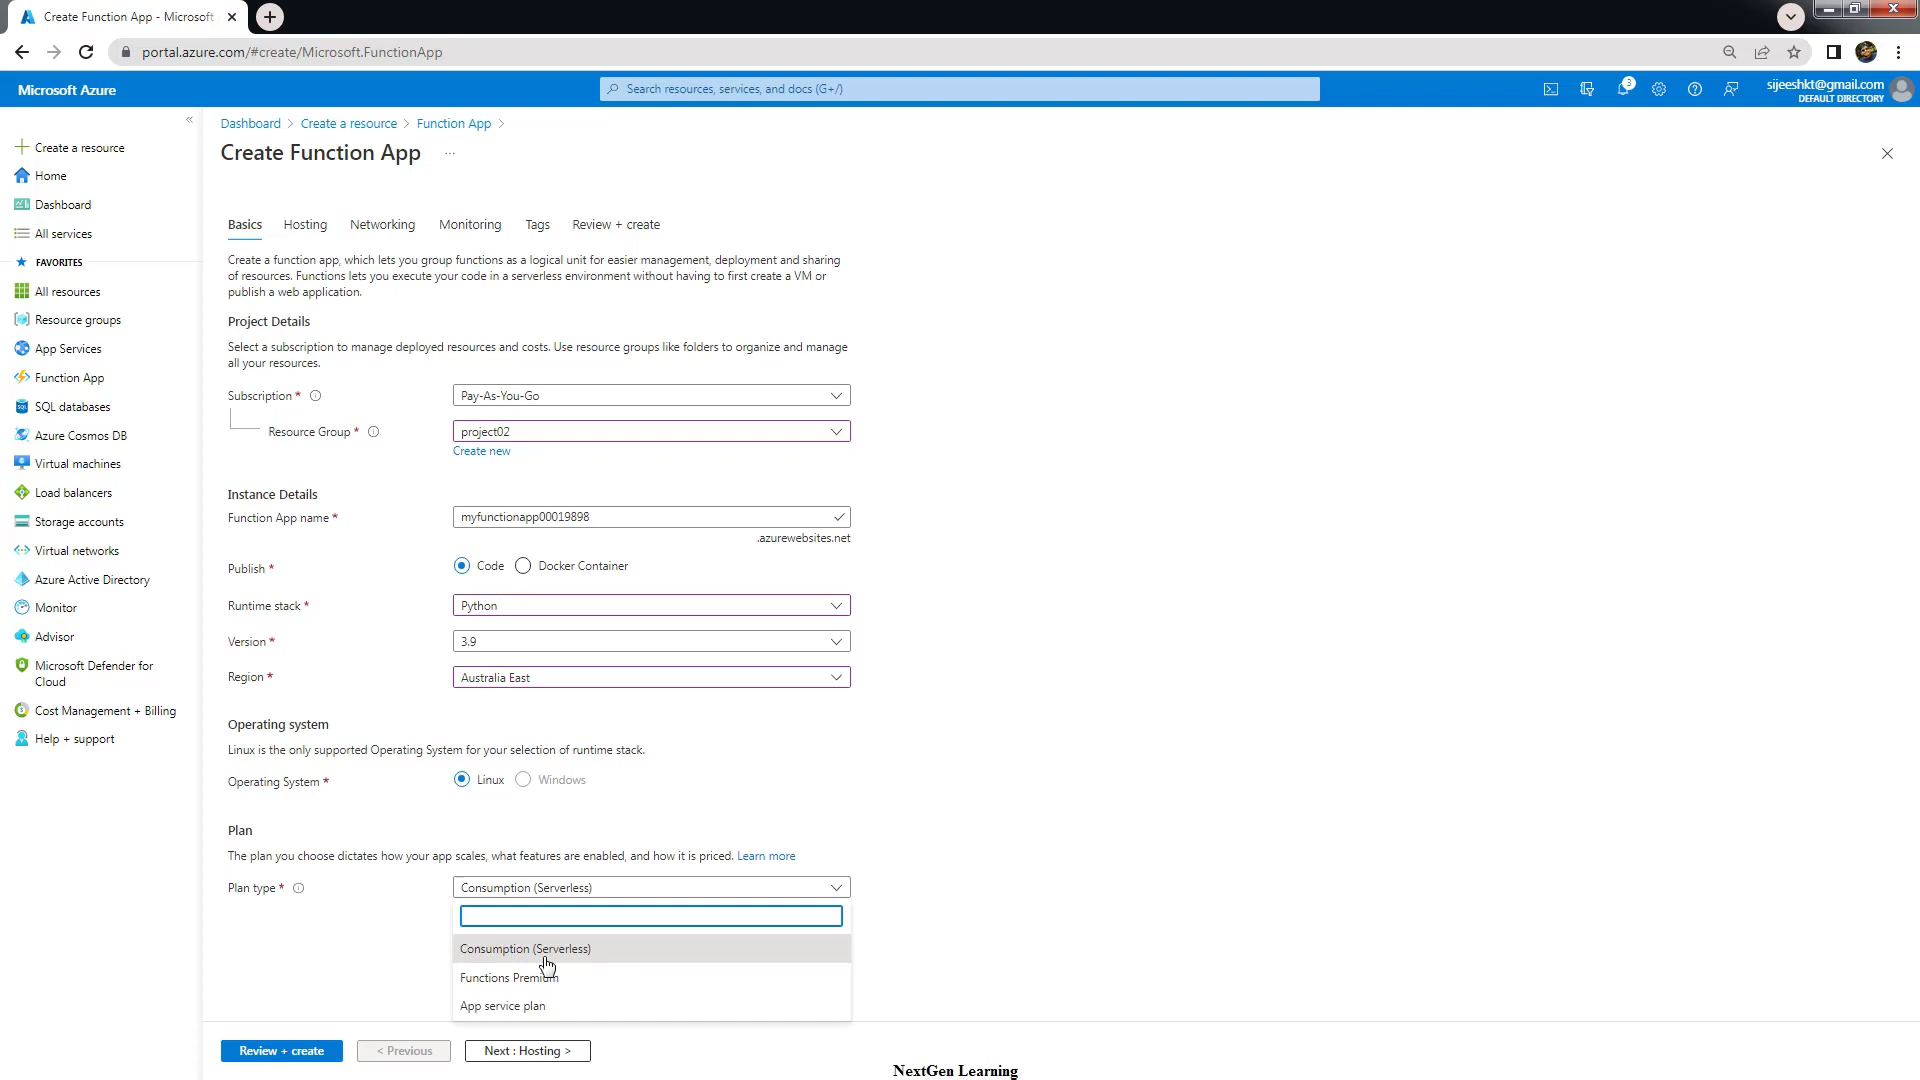 Create Function App - Microsoft
portal.azure.com/#create/Microsoft.FunctionApp
Microsoft Azure
Search resources, services, and docs (G+/)
3
sijeeshkt@gmail.com
DEFAULT DIRECTORY
Create a resource
Home
Dashboard
All services
FAVORITES
All resources
Resource groups
App Services
Function App
SQL databases
Azure Cosmos DB
Virtual machines
Load balancers
Storage accounts
Virtual networks
Azure Active Directory
Monitor
Advisor
Microsoft Defender for
Cloud
Cost Management + Billing
Help + support
Dashboard > Create a resource > Function App >
Create Function App ...
Basics Hosting Networking Monitoring Tags Review + create
Create a function app, which lets you group functions as a logical unit for easier management, deployment and sharing
of resources. Functions lets you execute your code in a serverless environment without having to first create a VM or
publish a web application.
Project Details
Select a subscription to manage deployed resources and costs. Use resource groups like folders to organize and manage
all your resources.
Subscription * Pay-As-You-Go
Resource Group * project02
Create new
Instance Details
Function App name * myfunctionapp00019898
.azurewebsites.net
Publish * Code Docker Container
Runtime stack * Python
Version * 3.9
Region * Australia East
Operating system
Linux is the only supported Operating System for your selection of runtime stack.
Operating System * Linux Windows
Plan
The plan you choose dictates how your app scales, what features are enabled, and how it is priced. Learn more
Plan type * Consumption (Serverless)
Consumption (Serverless)
Functions Premium
App service plan
Review + create < Previous Next : Hosting >
NextGen Learning